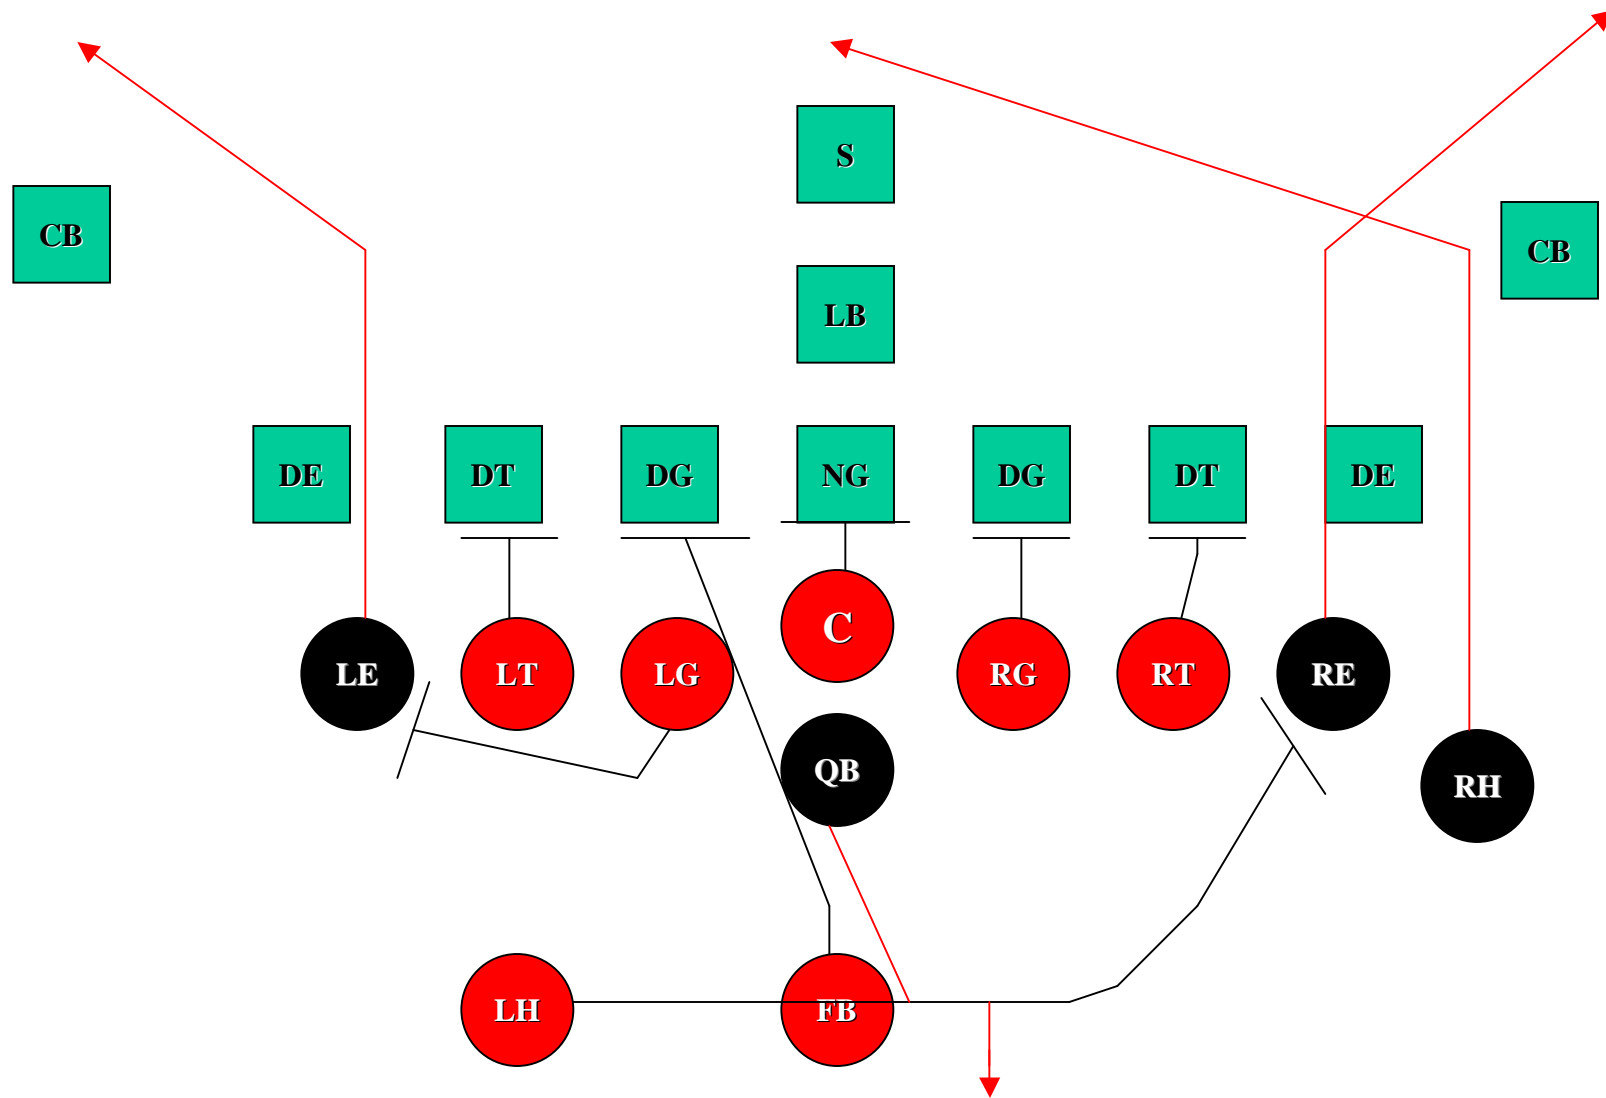 S
CB
CB
LB
DE
DT
DG
NG
DG
DT
DE
C
LE
LT
LG
RG
RT
RE
QB
RH
LH
FB